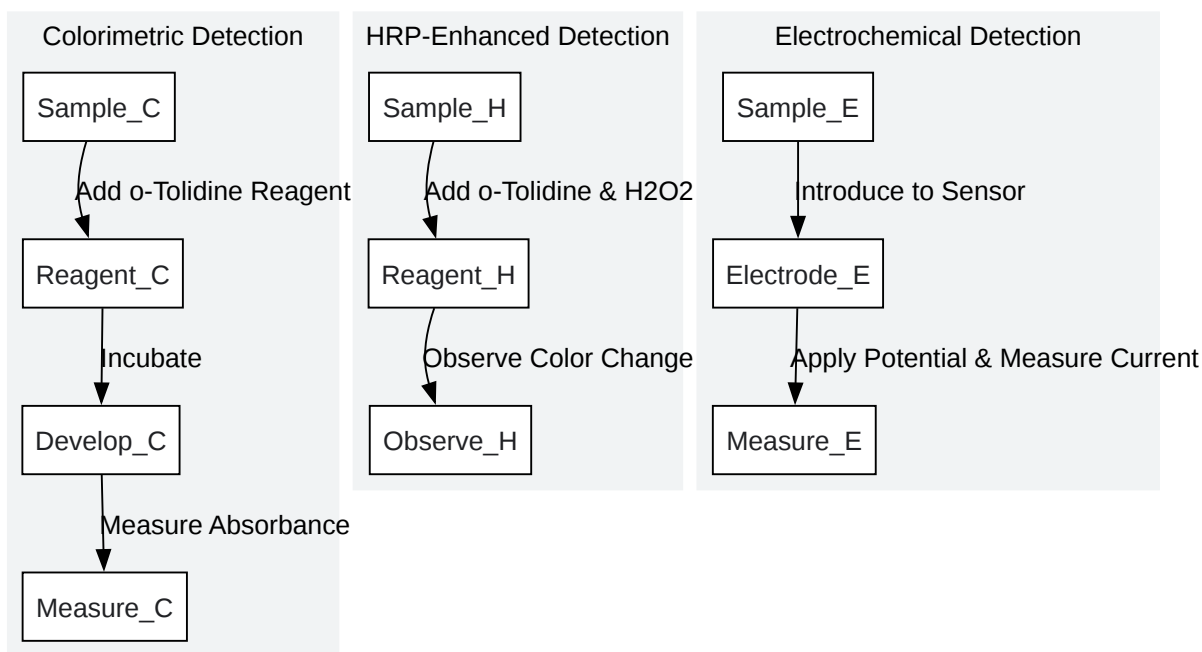 Colorimetric Detection
Sample_C
Add o-Tolidine Reagent
Reagent_C
Incubate
Develop_C
Measure Absorbance
Measure_C
HRP-Enhanced Detection
Sample_H
Add o-Tolidine & H2O2
Reagent_H
Observe Color Change
Observe_H
Electrochemical Detection
Sample_E
Introduce to Sensor
Electrode_E
Apply Potential & Measure Current
Measure_E